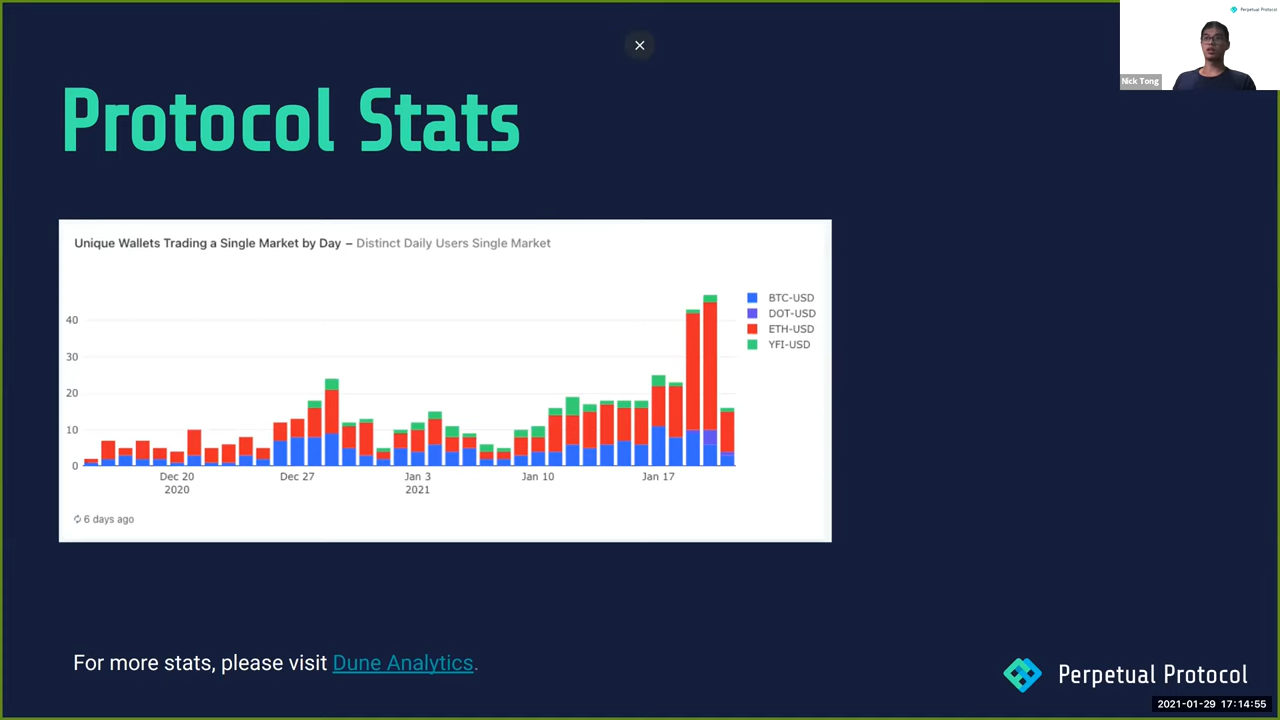 Perpetual Protocol
Nick Tong
Protocol Stats
Unique Wallets Trading a Single Market by Day – Distinct Daily Users Single Market
BTC-USD
DOT-USD
ETH-USD
YFI-USD
40
30
20
10
0
Dec 20
2020
Dec 27
Jan 3
2021
Jan 10
Jan 17
6 days ago
For more stats, please visit Dune Analytics.
Perpetual Protocol
2021-01-29 17:14:55